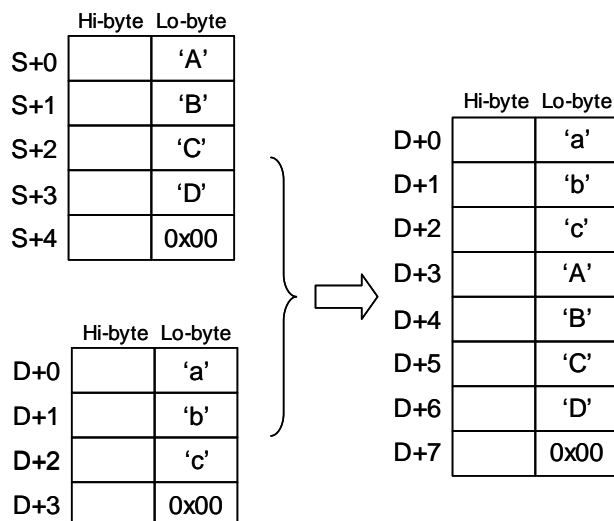 Hi-byte Lo-byte
S+0 ‘A’
S+1 ‘B’
S+2 ‘C’
S+3 ‘D’
S+4 0x00
Hi-byte Lo-byte
D+0 ‘a’
D+1 ‘b’
D+2 ‘c’
D+3 0x00
Hi-byte Lo-byte
D+0 ‘a’
D+1 ‘b’
D+2 ‘c’
D+3 ‘A’
D+4 ‘B’
D+5 ‘C’
D+6 ‘D’
D+7 0x00